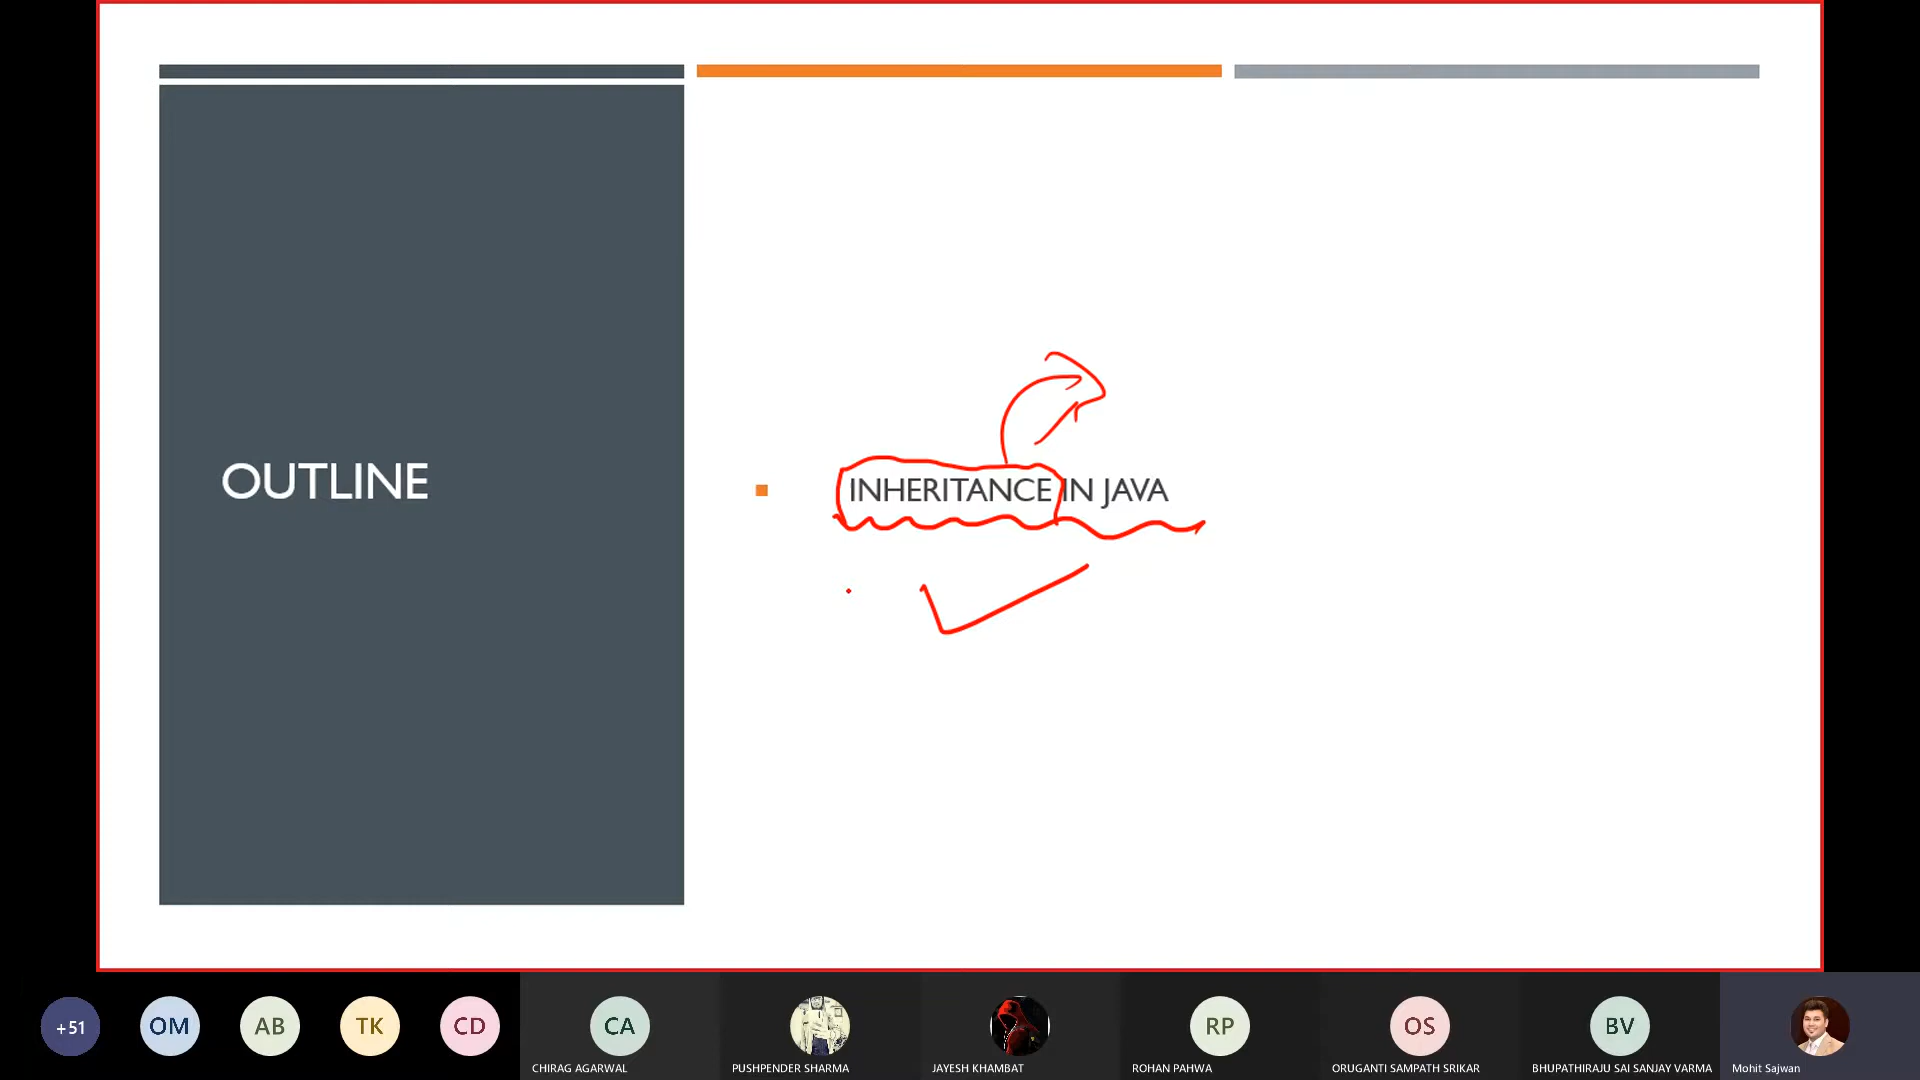 OUTLINE
INHERITANCE IN JAVA
+51
OM
AB
TK
CD
CA
RP
OS
BV
CHIRAG AGARWAL
PUSHPENDER SHARMA
JAYESH KHAMBAT
ROHAN PAHWA
ORUGANTI SAMPATH SRIKAR
BHUPATHIRAJU SAI SANJAY VARMA
Mohit Sajwan